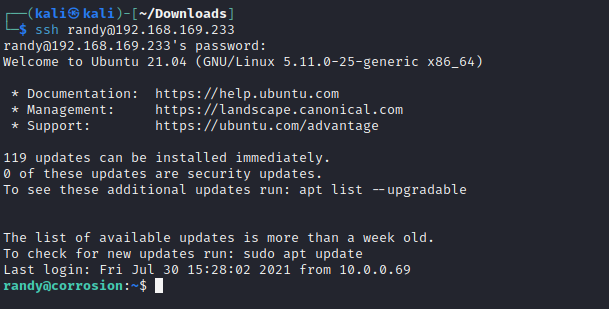 ┌──(kali㉿kali)-[~/Downloads]
└─$ ssh randy@192.168.169.233
randy@192.168.169.233's password:
Welcome to Ubuntu 21.04 (GNU/Linux 5.11.0-25-generic x86_64)
* Documentation:  https://help.ubuntu.com
* Management:     https://landscape.canonical.com
* Support:        https://ubuntu.com/advantage
119 updates can be installed immediately.
0 of these updates are security updates.
To see these additional updates run: apt list --upgradable
The list of available updates is more than a week old.
To check for new updates run: sudo apt update
Last login: Fri Jul 30 15:28:02 2021 from 10.0.0.69
randy@corrosion:~$